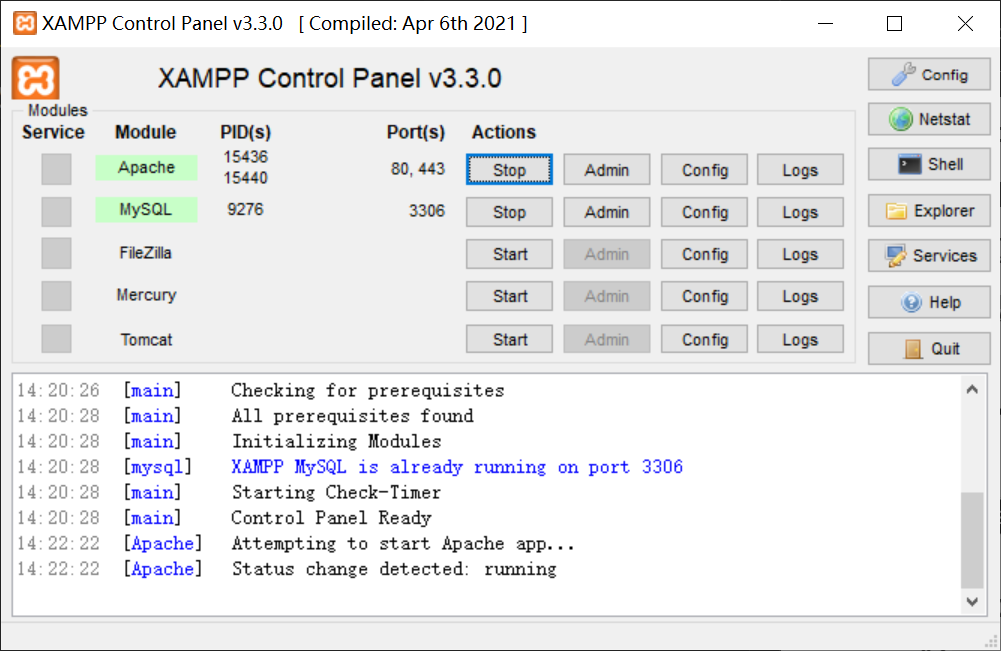 XAMPP Control Panel v3.3.0 [ Compiled: Apr 6th 2021 ]
XAMPP Control Panel v3.3.0
Config
Modules
Service Module PID(s) Port(s) Actions
Netstat
Apache 15436 15440 80, 443 Stop Admin Config Logs
Shell
MySQL 9276 3306 Stop Admin Config Logs
Explorer
FileZilla Start Admin Config Logs
Services
Mercury Start Admin Config Logs
Help
Tomcat Start Admin Config Logs
Quit
14:20:26 [main] Checking for prerequisites
14:20:28 [main] All prerequisites found
14:20:28 [main] Initializing Modules
14:20:28 [mysql] XAMPP MySQL is already running on port 3306
14:20:28 [main] Starting Check-Timer
14:20:28 [main] Control Panel Ready
14:22:22 [Apache] Attempting to start Apache app...
14:22:22 [Apache] Status change detected: running